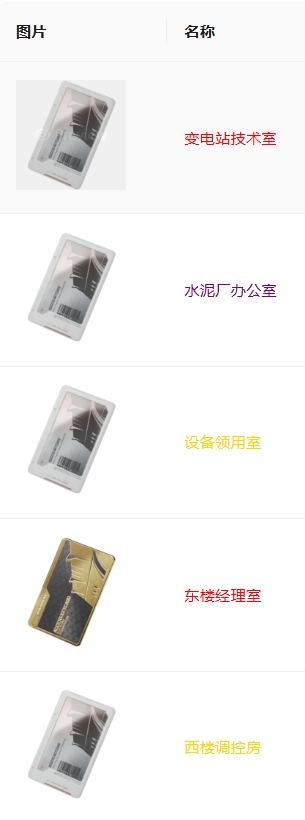 图片 名称
变电站技术室
水泥厂办公室
设备领用室
东楼经理室
西楼调控房